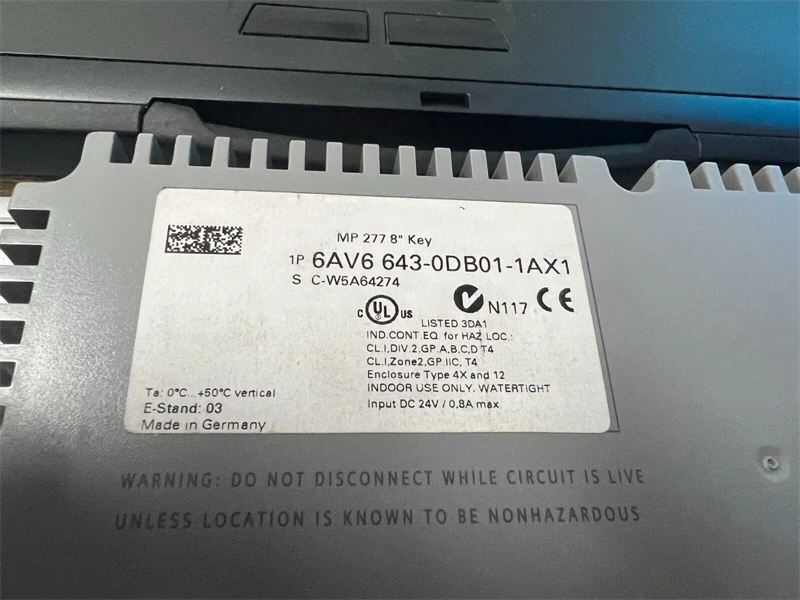 MP 277 8" Key
1P 6AV6 643-0DB01-1AX1
S C-W5A64274
C UL US N117 CE
LISTED 3DA1
IND.CONT.EQ. for HAZ LOC.:
CL.I,DIV.2,GP.A,B,C,D T4
CL.I,Zone2,GP.IIC, T4
Enclosure Type 4X and 12
INDOOR USE ONLY. WATERTIGHT
Input DC 24V / 0,8A max
Ta: 0°C...+50°C vertical
E-Stand: 03
Made in Germany
WARNING: DO NOT DISCONNECT WHILE CIRCUIT IS LIVE
UNLESS LOCATION IS KNOWN TO BE NONHAZARDOUS